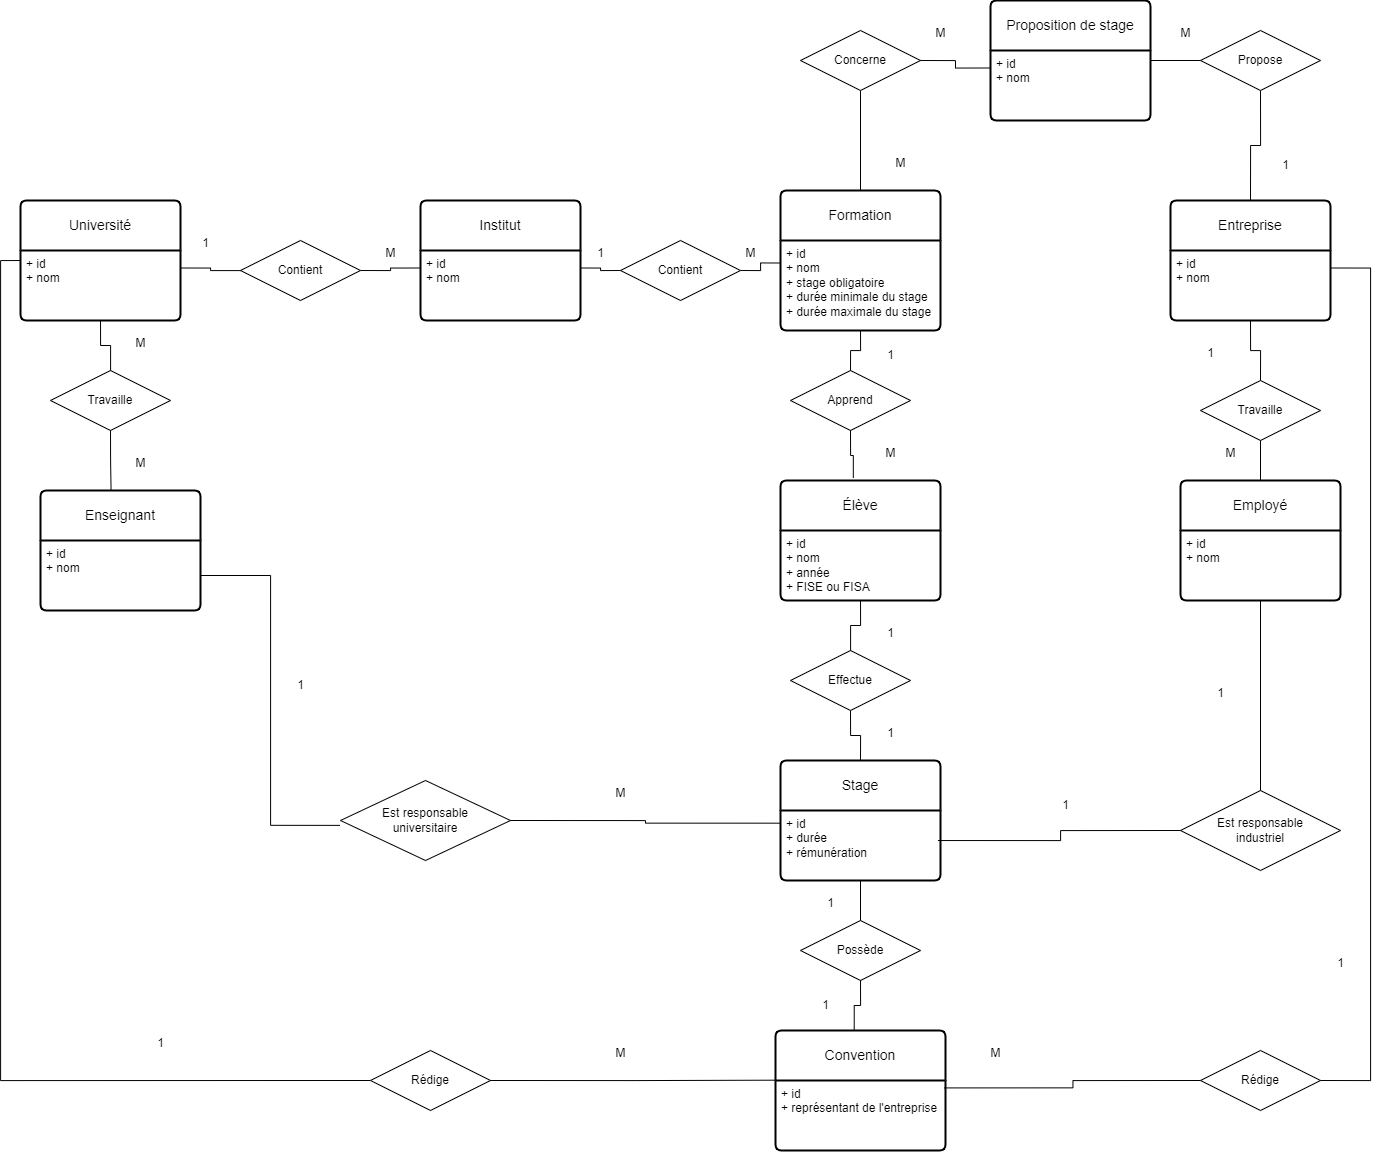 Proposition de stage
+ id
+ nom
M
M
Concerne
Propose
M
1
Université
+ id
+ nom
1
Contient
M
Institut
+ id
+ nom
1
Contient
M
Formation
+ id
+ nom
+ stage obligatoire
+ durée minimale du stage
+ durée maximale du stage
Entreprise
+ id
+ nom
M
Travaille
M
1
Apprend
M
1
Travaille
M
Enseignant
+ id
+ nom
Élève
+ id
+ nom
+ année
+ FISE ou FISA
Employé
+ id
+ nom
1
Effectue
1
1
1
Est responsable
universitaire
M
Stage
+ id
+ durée
+ rémunération
1
Est responsable
industriel
1
Possède
1
1
1
Rédige
M
Convention
+ id
+ représentant de l'entreprise
M
Rédige